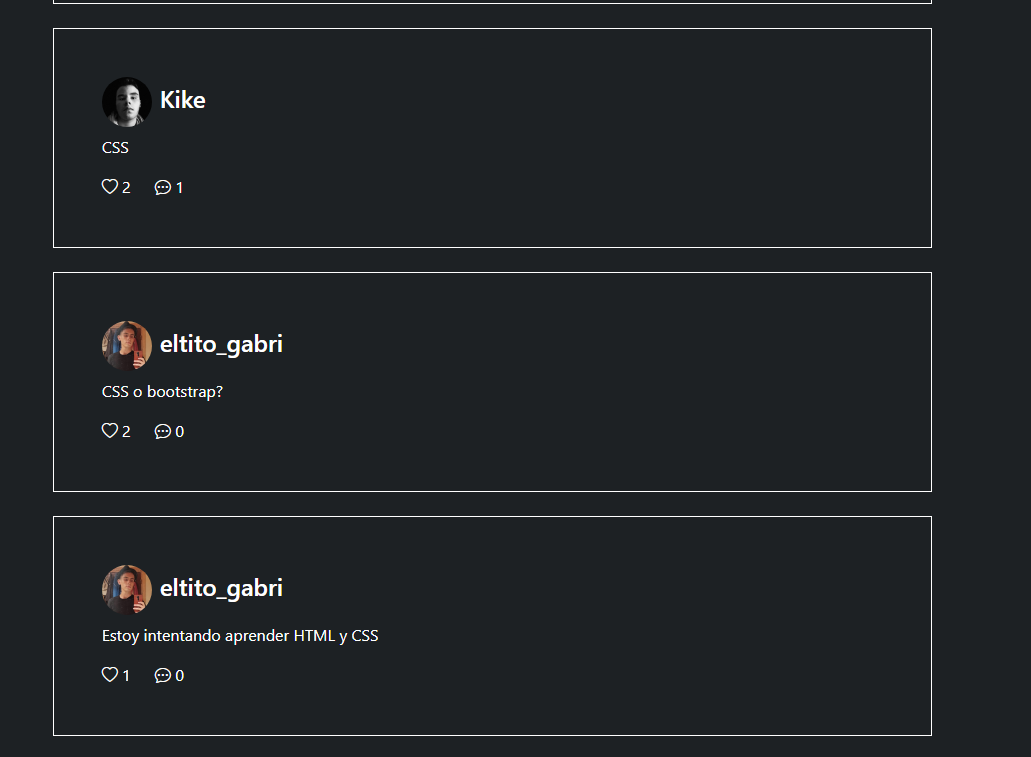 Kike
CSS
2 1
eltito_gabri
CSS o bootstrap?
2 0
eltito_gabri
Estoy intentando aprender HTML y CSS
1 0